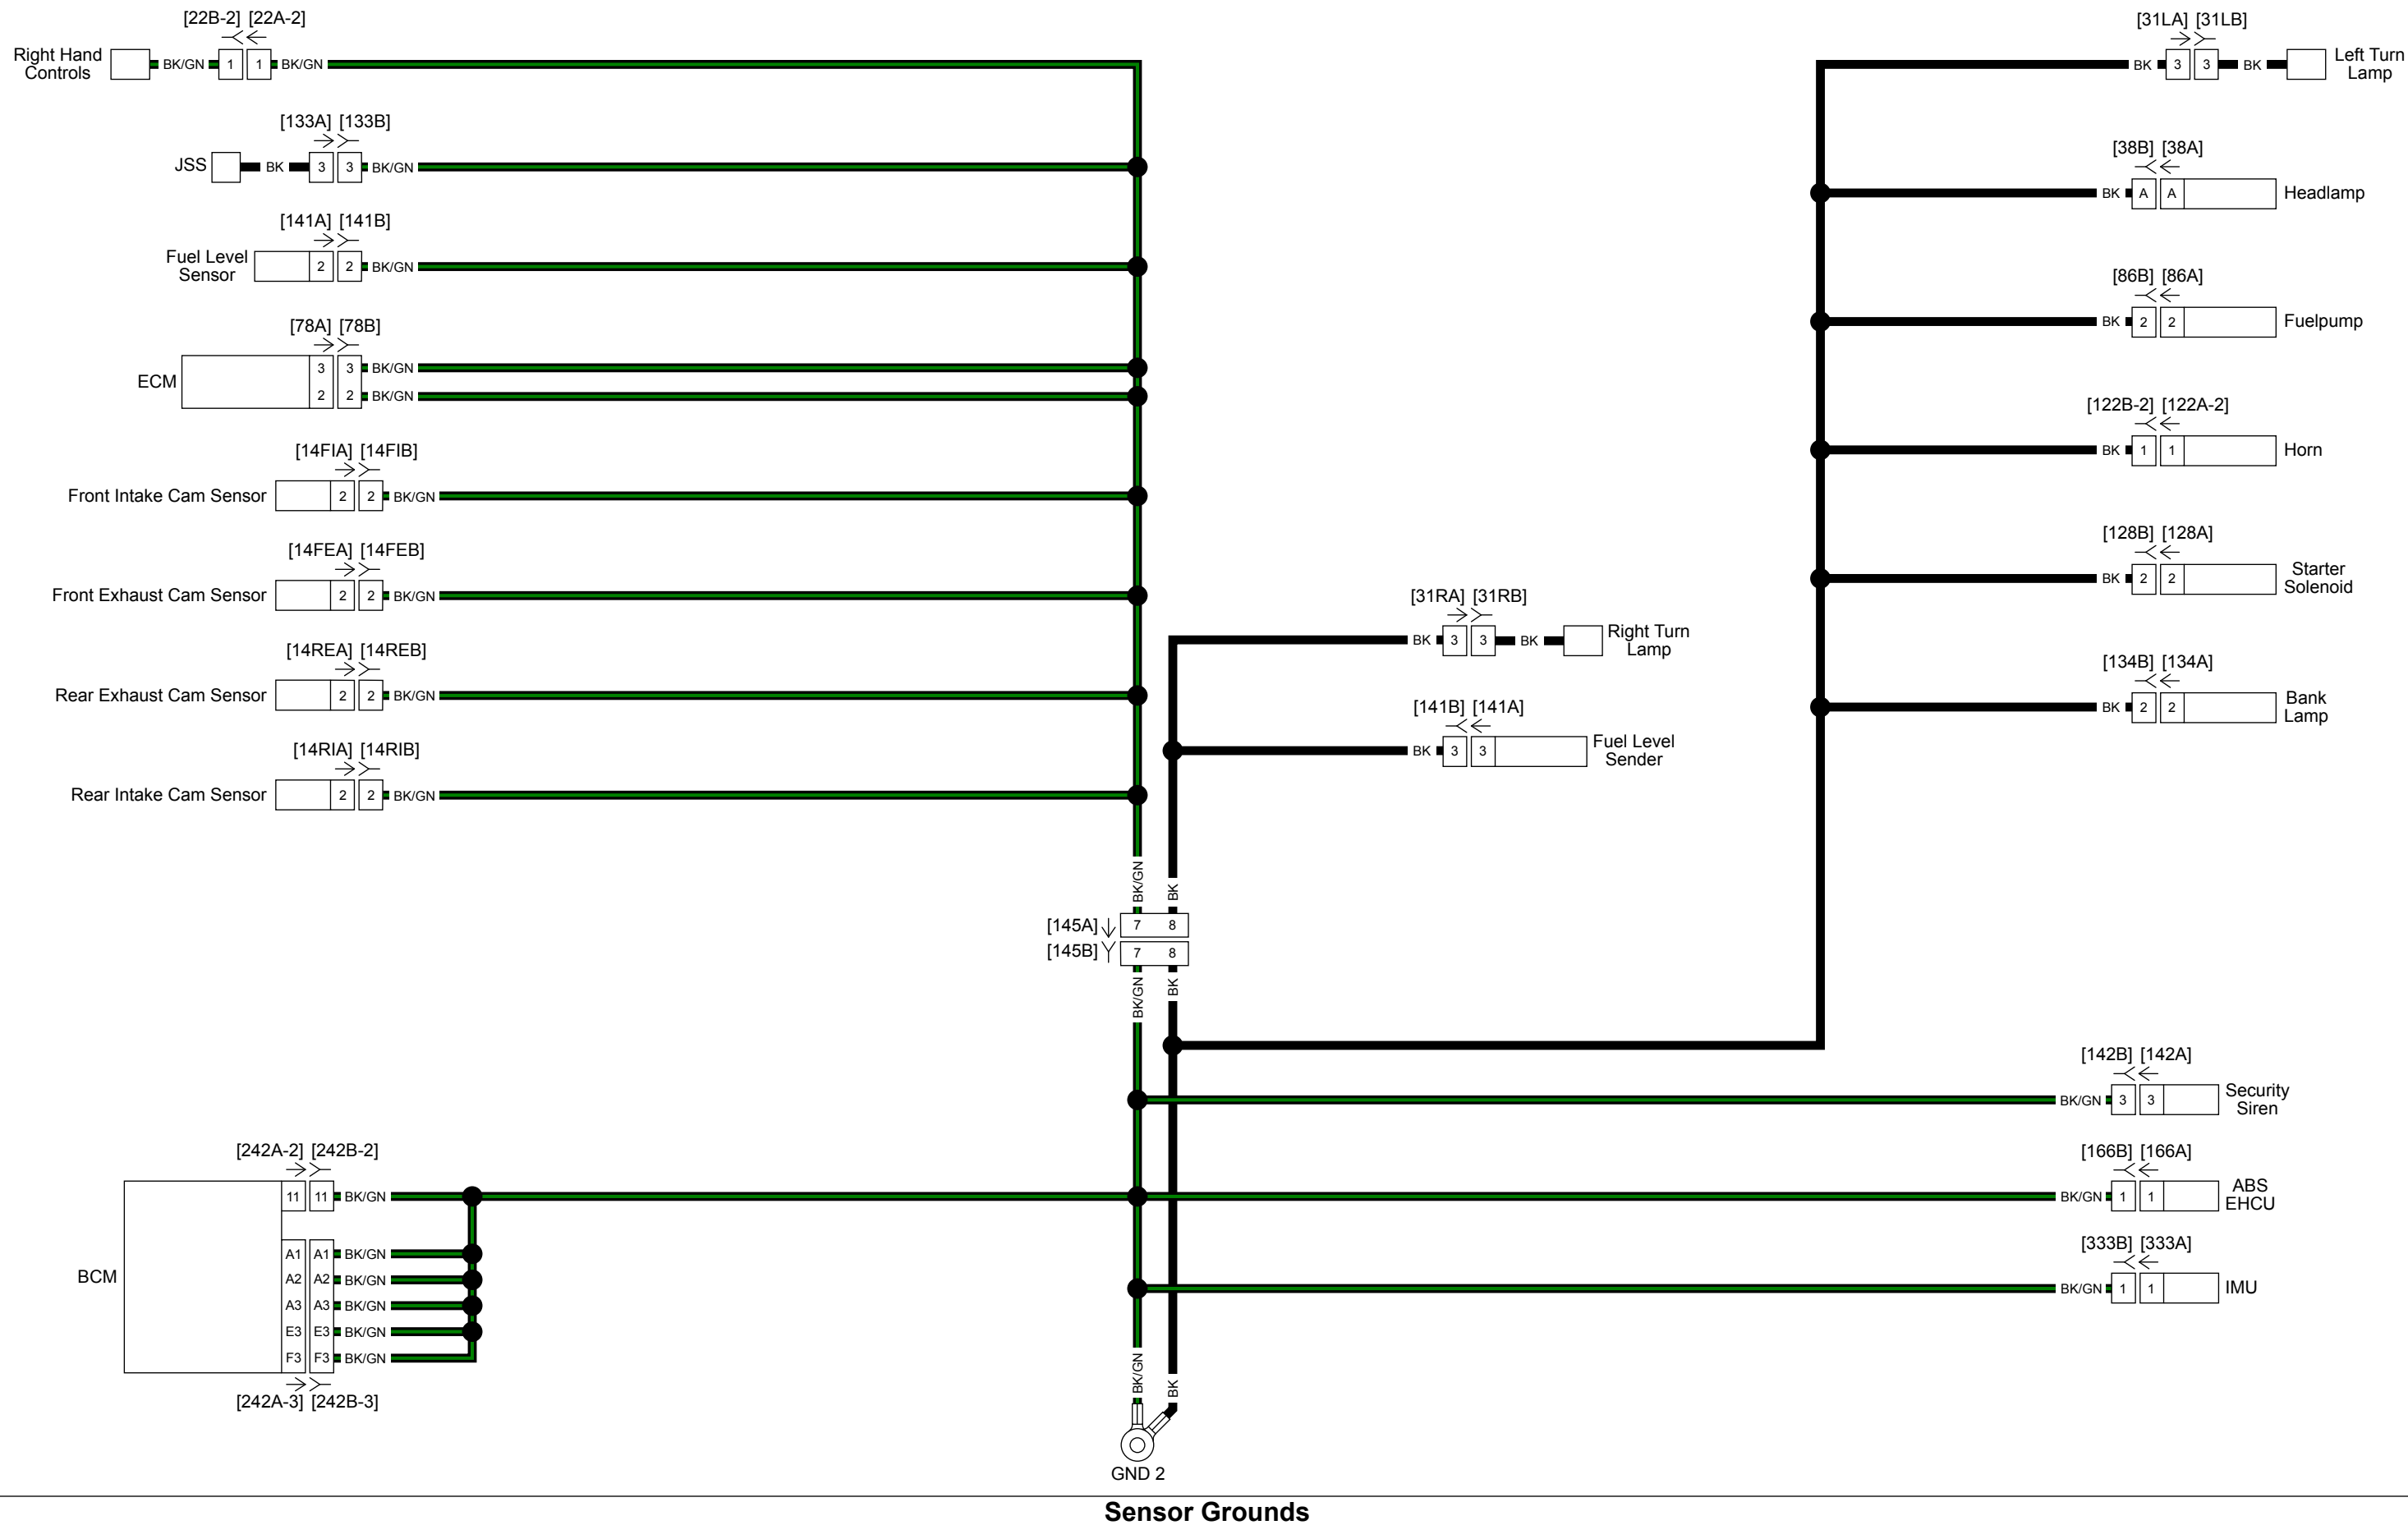 [22B-2] [22A-2]
Right Hand
Controls
BK/GN 1 1 BK/GN
[133A] [133B]
JSS BK 3 3 BK/GN
[141A] [141B]
Fuel Level
Sensor
2 2 BK/GN
[78A] [78B]
ECM
3 3 BK/GN
2 2 BK/GN
[14FIA] [14FIB]
Front Intake Cam Sensor 2 2 BK/GN
[14FEA] [14FEB]
Front Exhaust Cam Sensor 2 2 BK/GN
[14REA] [14REB]
Rear Exhaust Cam Sensor 2 2 BK/GN
[14RIA] [14RIB]
Rear Intake Cam Sensor 2 2 BK/GN
[31LA] [31LB]
BK 3 3 BK
Left Turn
Lamp
[38B] [38A]
BK A A Headlamp
[86B] [86A]
BK 2 2 Fuelpump
[122B-2] [122A-2]
BK 1 1 Horn
[128B] [128A]
BK 2 2
Starter
Solenoid
[134B] [134A]
BK 2 2
Bank
Lamp
[31RA] [31RB]
BK 3 3 BK
Right Turn
Lamp
[141B] [141A]
BK 3 3
Fuel Level
Sender
BK/GN BK
[145A] 7 8
[145B] 7 8
BK/GN BK
[142B] [142A]
BK/GN 3 3
Security
Siren
[166B] [166A]
BK/GN 1 1
ABS
EHCU
[333B] [333A]
BK/GN 1 1 IMU
[242A-2] [242B-2]
11 11 BK/GN
BCM
A1 A1 BK/GN
A2 A2 BK/GN
A3 A3 BK/GN
E3 E3 BK/GN
F3 F3 BK/GN
[242A-3] [242B-3]
BK/GN BK
GND 2
Sensor Grounds